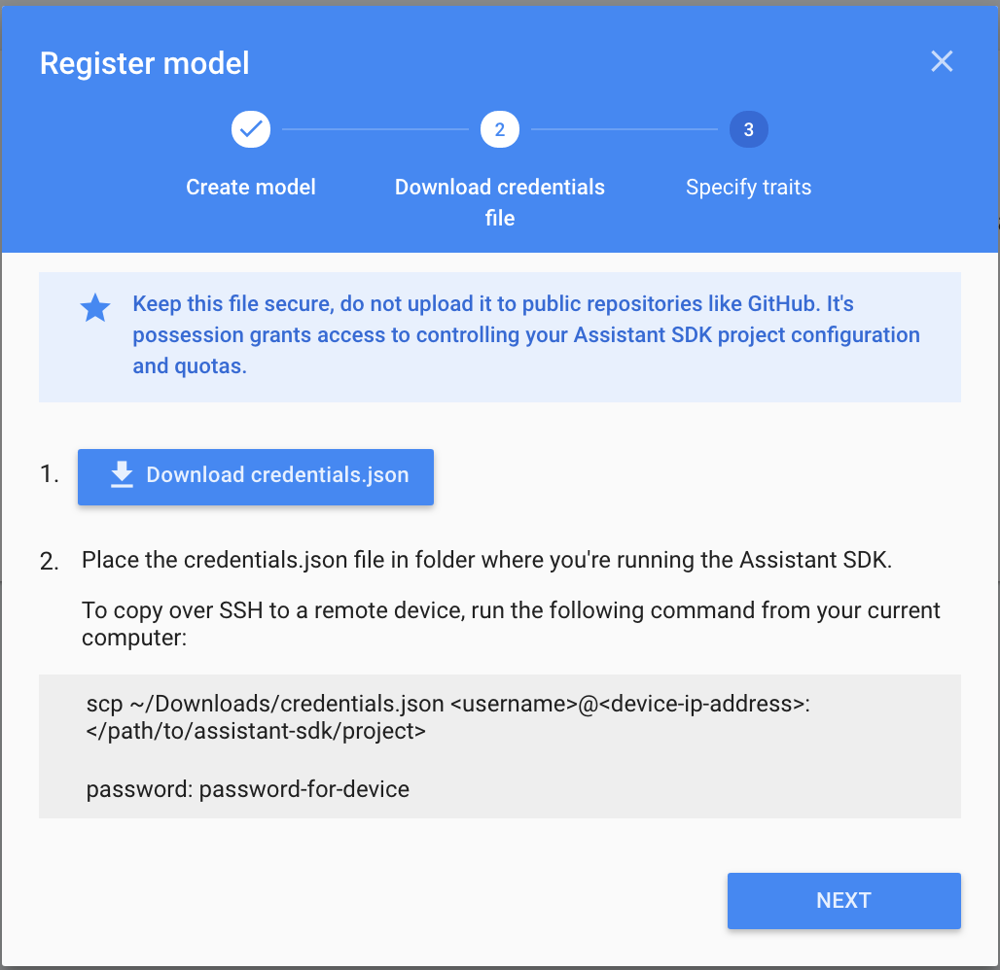 Register model
2
3
Create model
Download credentials
file
Specify traits
Keep this file secure, do not upload it to public repositories like GitHub. It's
possession grants access to controlling your Assistant SDK project configuration
and quotas.
1.
Download credentials.json
2. Place the credentials.json file in folder where you're running the Assistant SDK.
To copy over SSH to a remote device, run the following command from your current
computer:
scp ~/Downloads/credentials.json <username>@<device-ip-address>:
</path/to/assistant-sdk/project>
password: password-for-device
NEXT